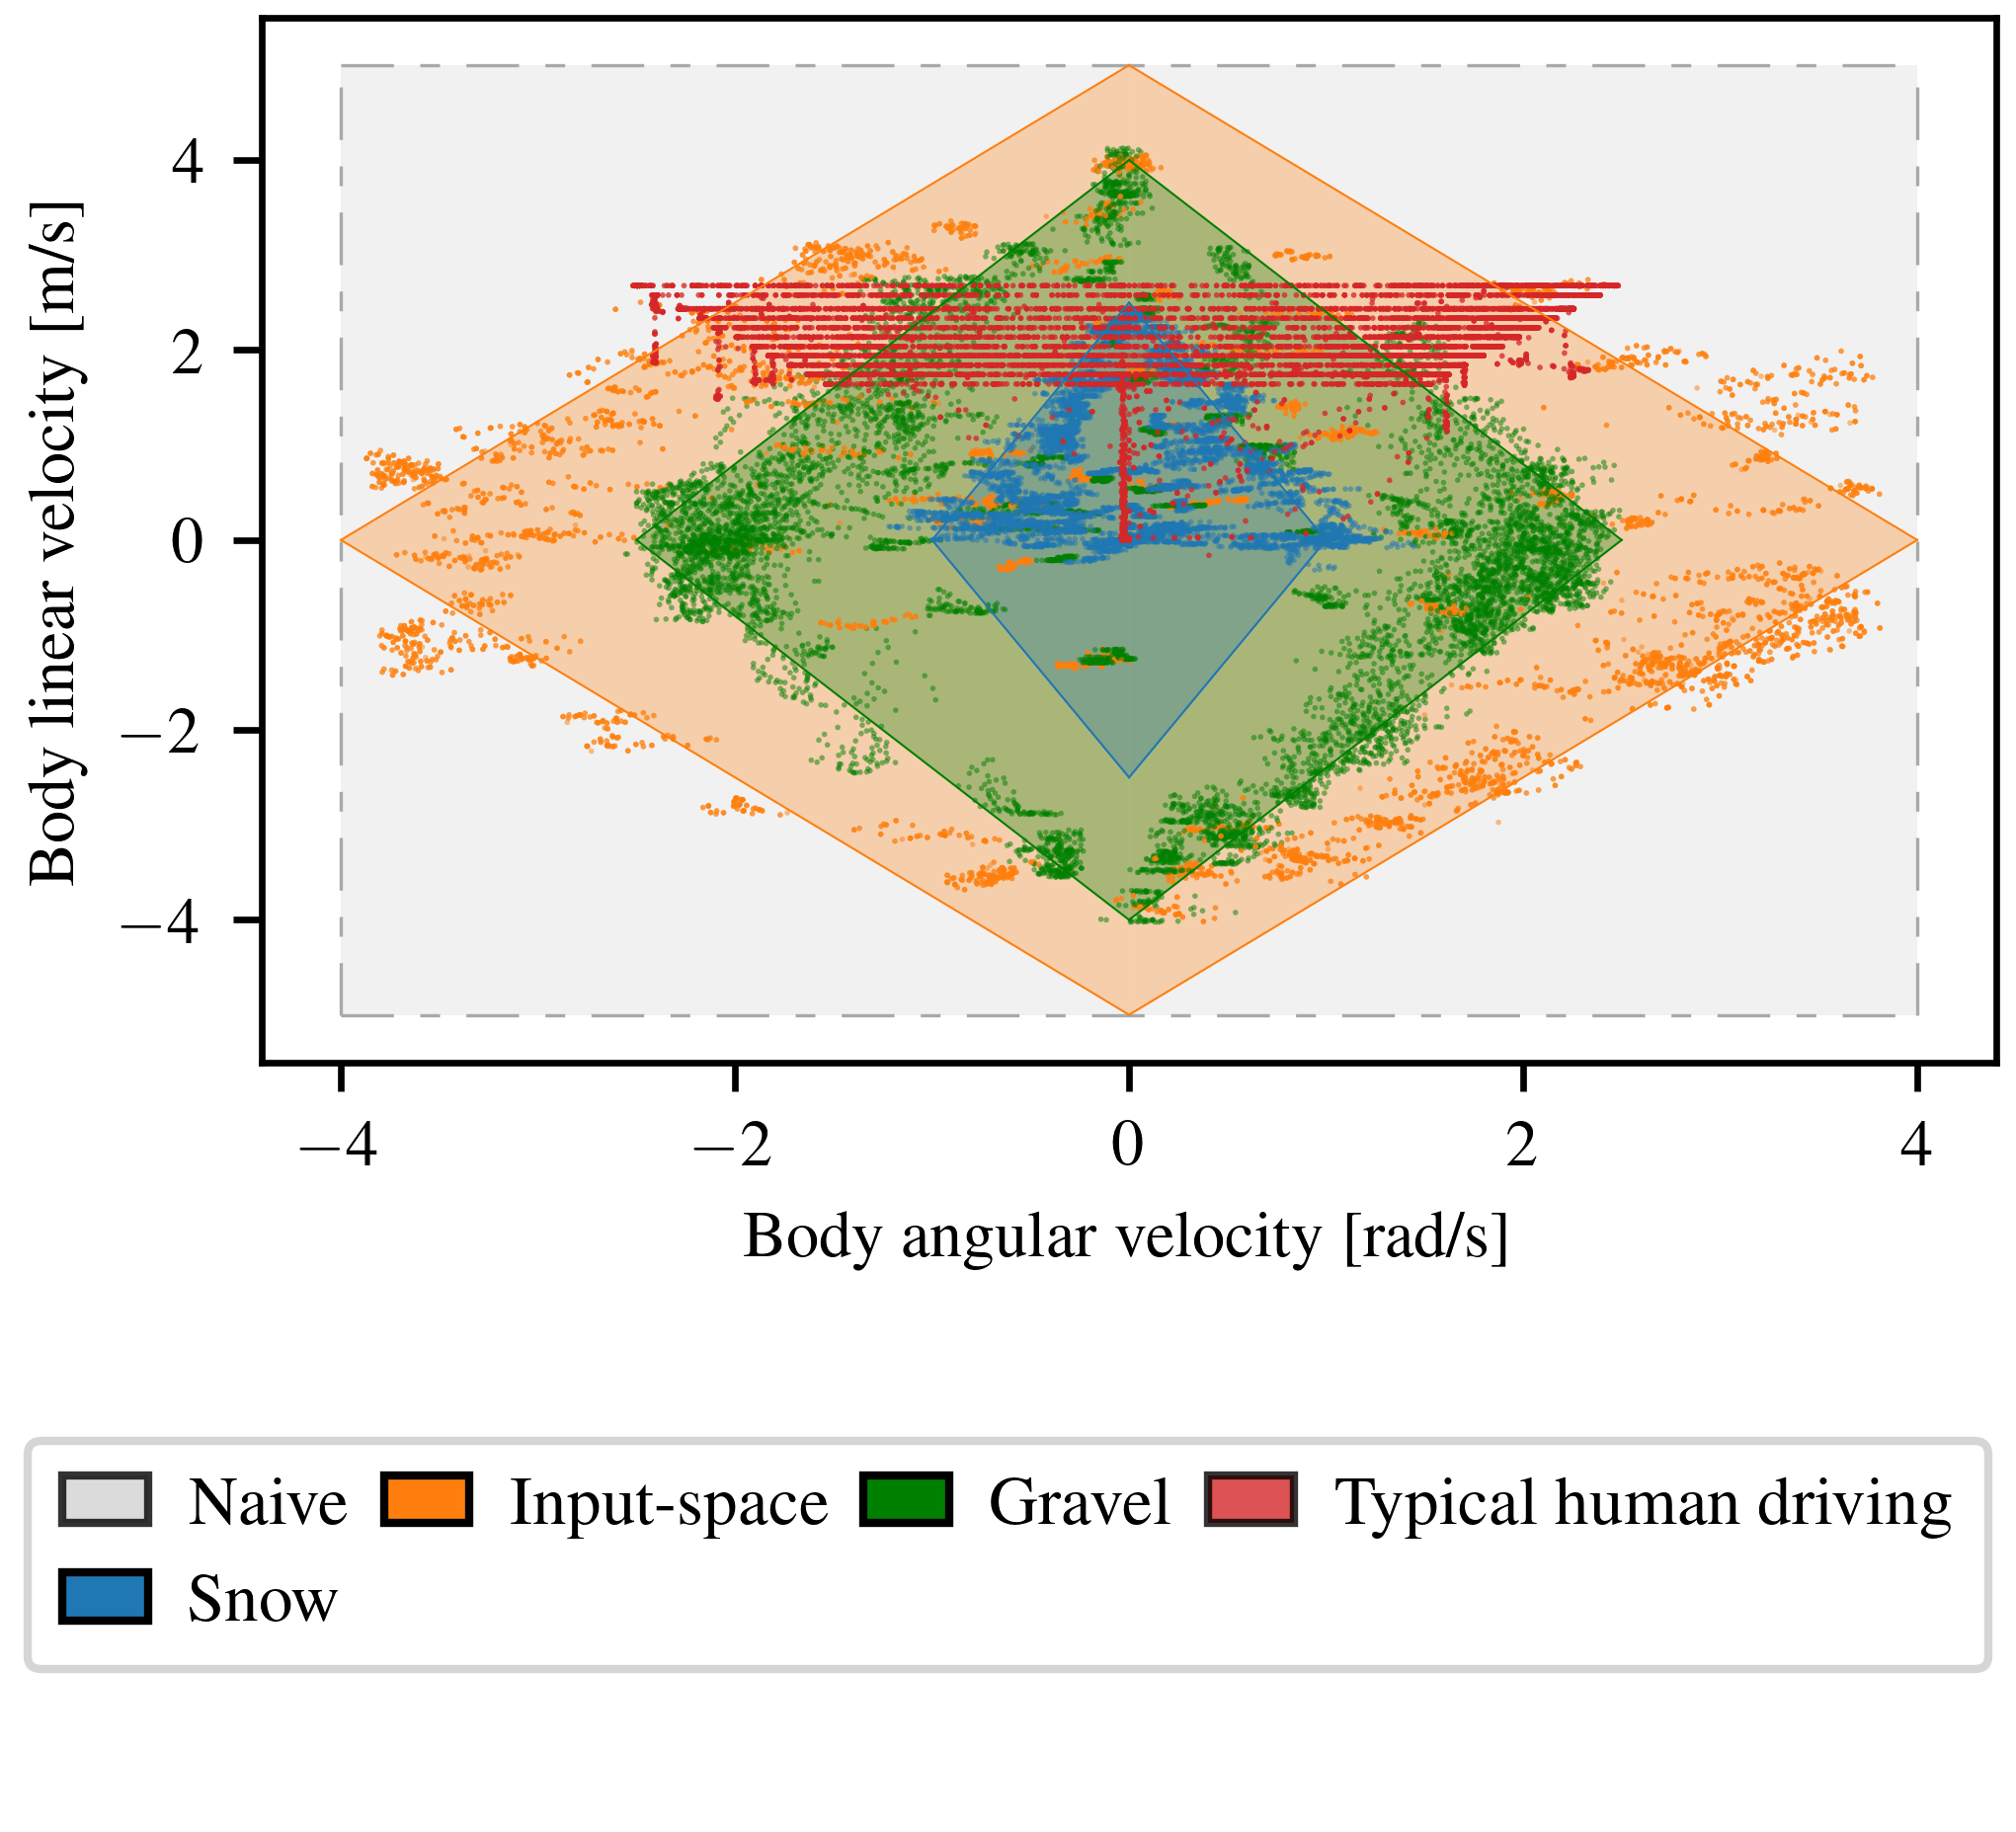 Body linear velocity [m/s]
4
2
0
−2
−4
−4
−2
0
2
4
Body angular velocity [rad/s]
Naive
Input-space
Gravel
Typical human driving
Snow